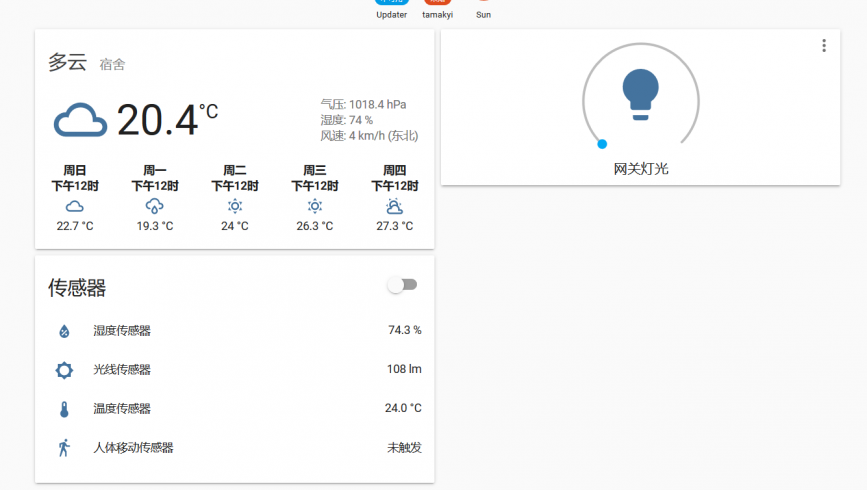 Updater
tamakyi
Sun
多云 宿舍
20.4°C
气压: 1018.4 hPa
湿度: 74 %
风速: 4 km/h (东北)
周日 周一 周二 周三 周四
下午12时 下午12时 下午12时 下午12时 下午12时
22.7 °C 19.3 °C 24 °C 26.3 °C 27.3 °C
网关灯光
传感器
湿度传感器 74.3 %
光线传感器 108 lm
温度传感器 24.0 °C
人体移动传感器 未触发